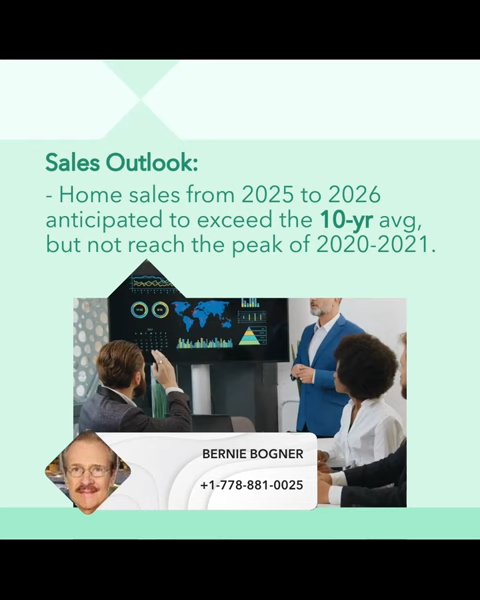 Sales Outlook:
- Home sales from 2025 to 2026
anticipated to exceed the 10-yr avg,
but not reach the peak of 2020-2021.
BERNIE BOGNER
+1-778-881-0025